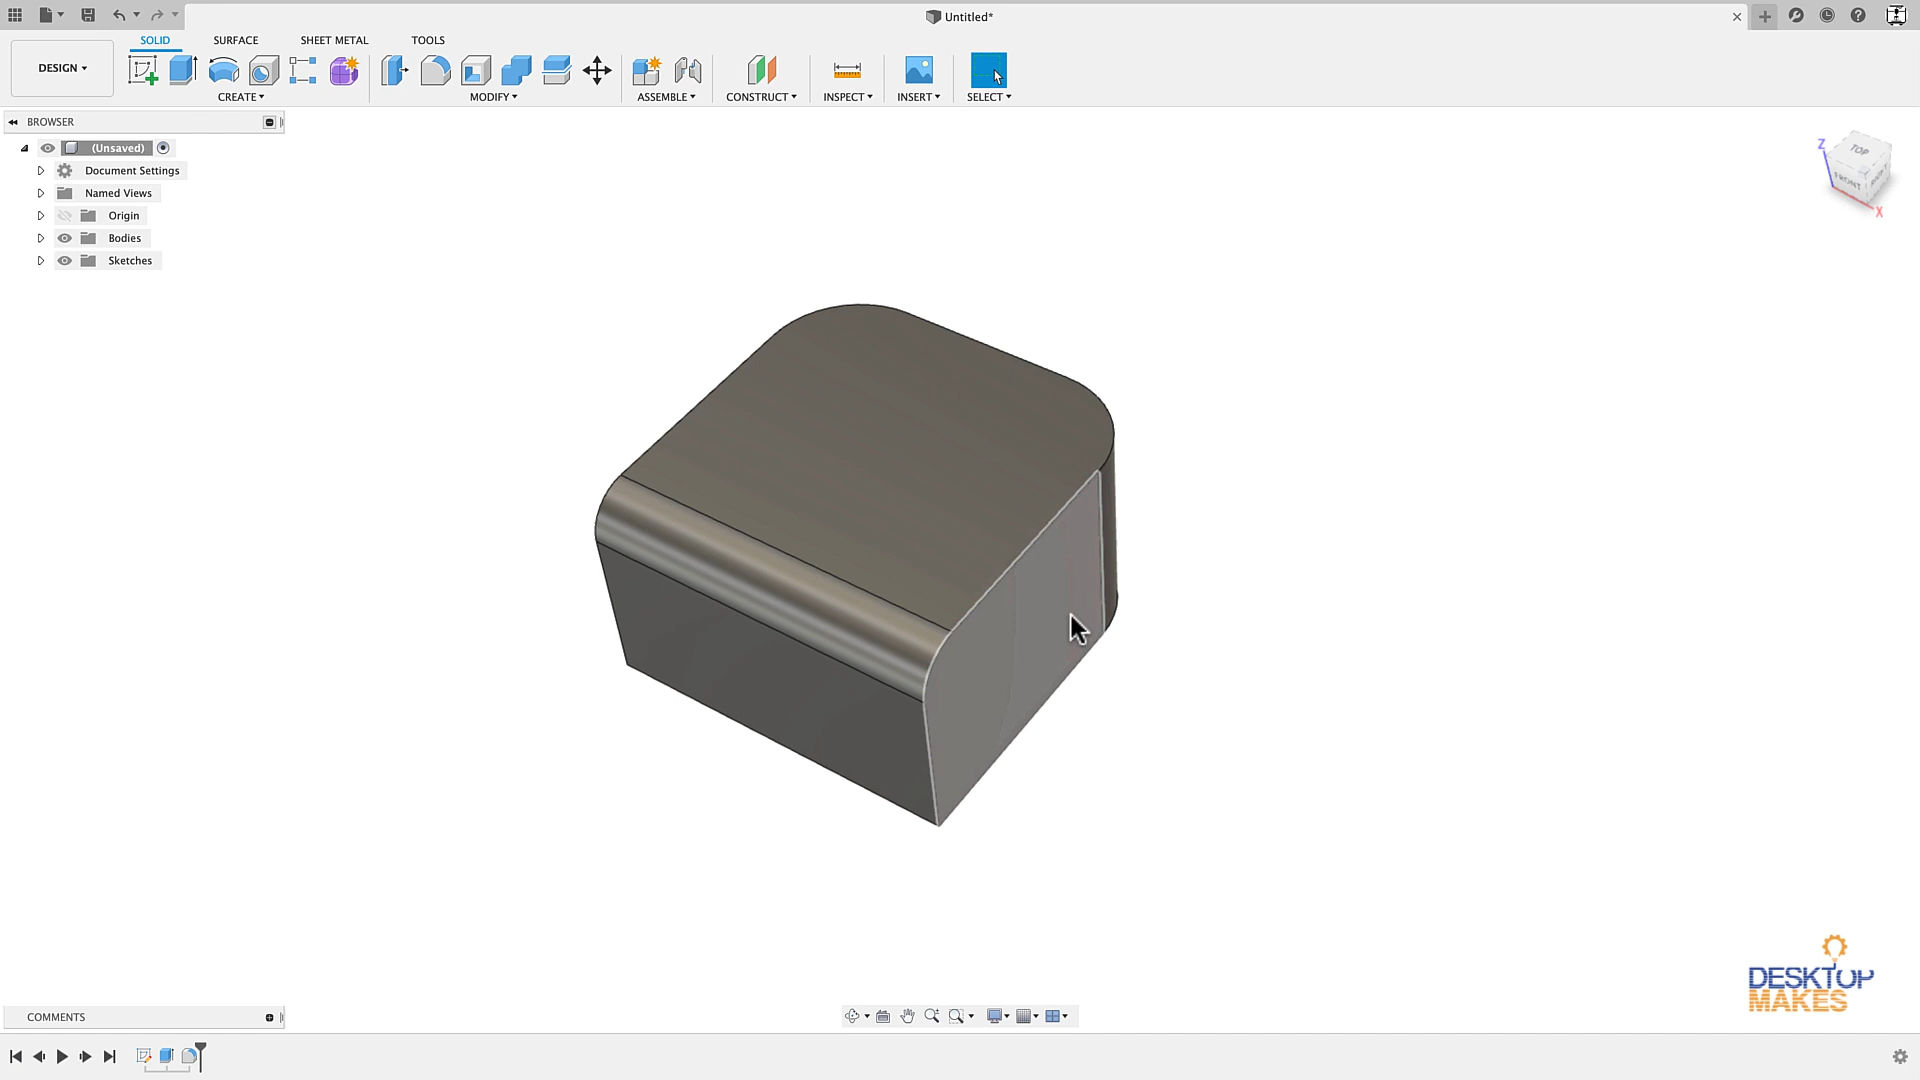 Untitled*
SOLID SURFACE SHEET METAL TOOLS
DESIGN
CREATE MODIFY ASSEMBLE CONSTRUCT INSPECT INSERT SELECT
BROWSER
(Unsaved)
Document Settings
Named Views
Origin
Bodies
Sketches
Z
TOP
FRONT
RIGHT
X
DESKTOP
MAKES
COMMENTS